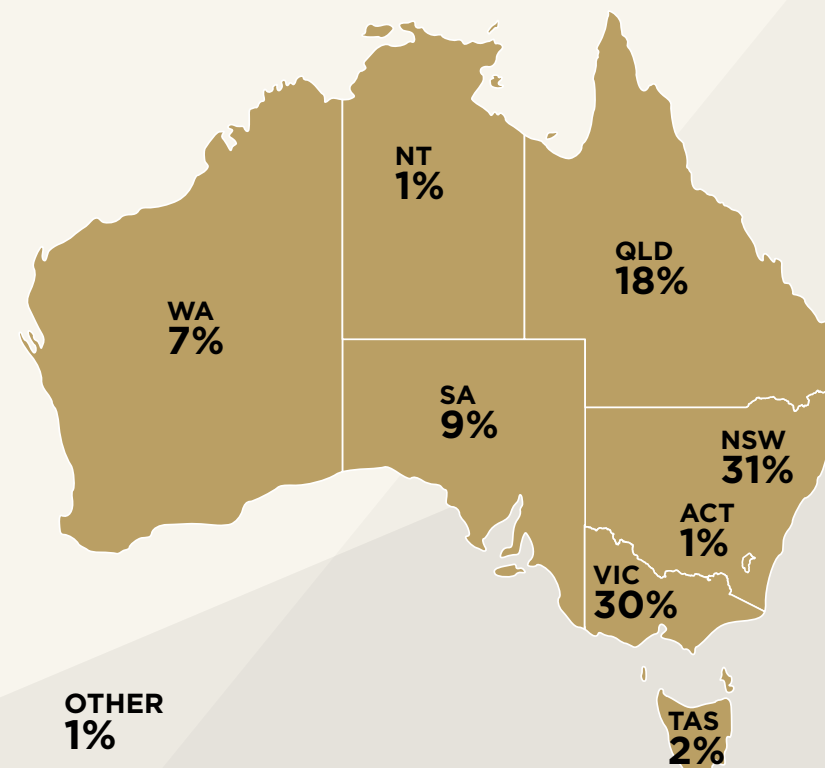 NT
1%
QLD
18%
WA
7%
SA
9%
NSW
31%
ACT
1%
VIC
30%
OTHER
1%
TAS
2%